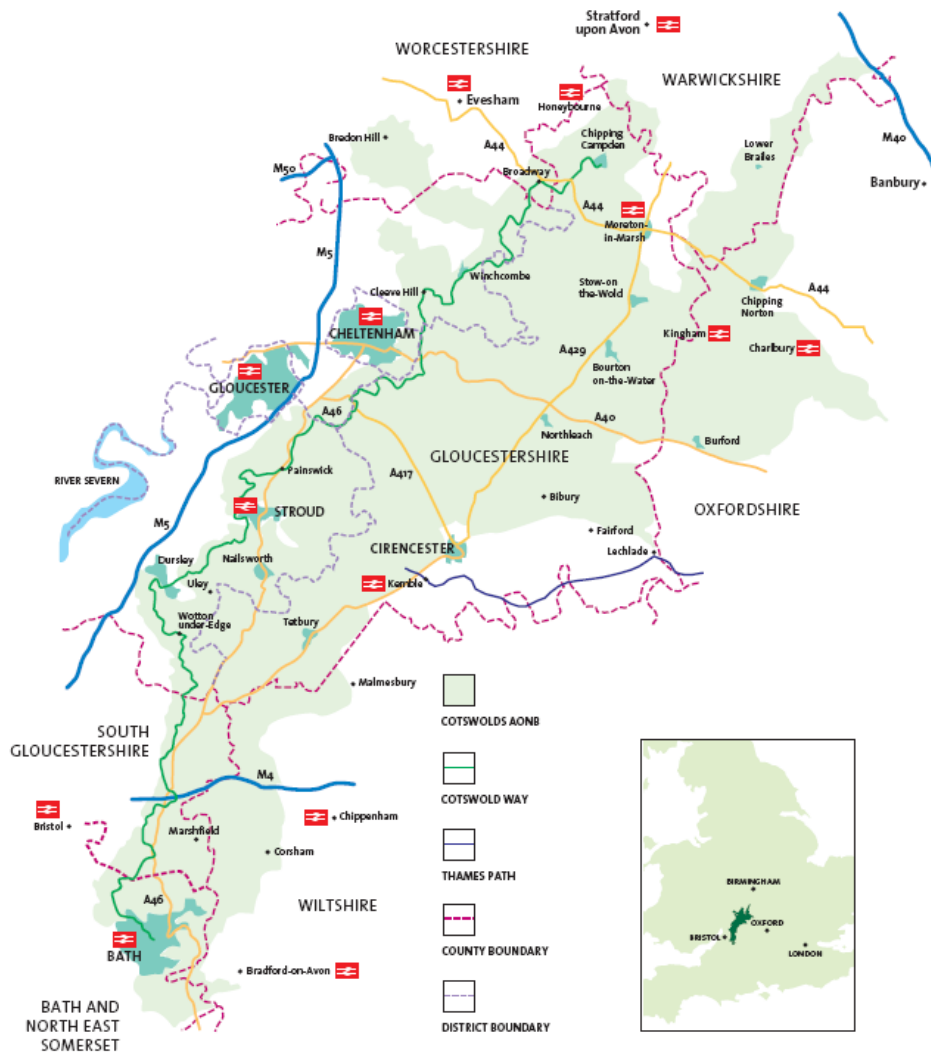 Stratford
upon Avon
WORCESTERSHIRE
WARWICKSHIRE
Evesham
Honeybourne
M40
Bredon Hill
A44
Chipping
Campden
Lower
Brailes
M50
Broadway
Banbury
A44
Moreton-
in-Marsh
M5
Winchcombe
Cleeve Hill
Stow-on
the-Wold
Chipping
Norton
A44
CHELTENHAM
Kingham
Charlbury
A429
GLOUCESTER
Bourton
on-the-Water
A46
A40
Northleach
Burford
GLOUCESTERSHIRE
Painswick
A417
RIVER SEVERN
Bibury
OXFORDSHIRE
STROUD
M5
Fairford
CIRENCESTER
Lechlade
Dursley
Nailsworth
Kemble
Uley
Wotton
under-Edge
Tetbury
Malmesbury
COTSWOLDS AONB
SOUTH
GLOUCESTERSHIRE
M4
COTSWOLD WAY
Bristol
Chippenham
Marshfield
Corsham
THAMES PATH
A46
WILTSHIRE
COUNTY BOUNDARY
BATH
Bradford-on-Avon
BATH AND
NORTH EAST
SOMERSET
DISTRICT BOUNDARY
BIRMINGHAM
OXFORD
BRISTOL
LONDON